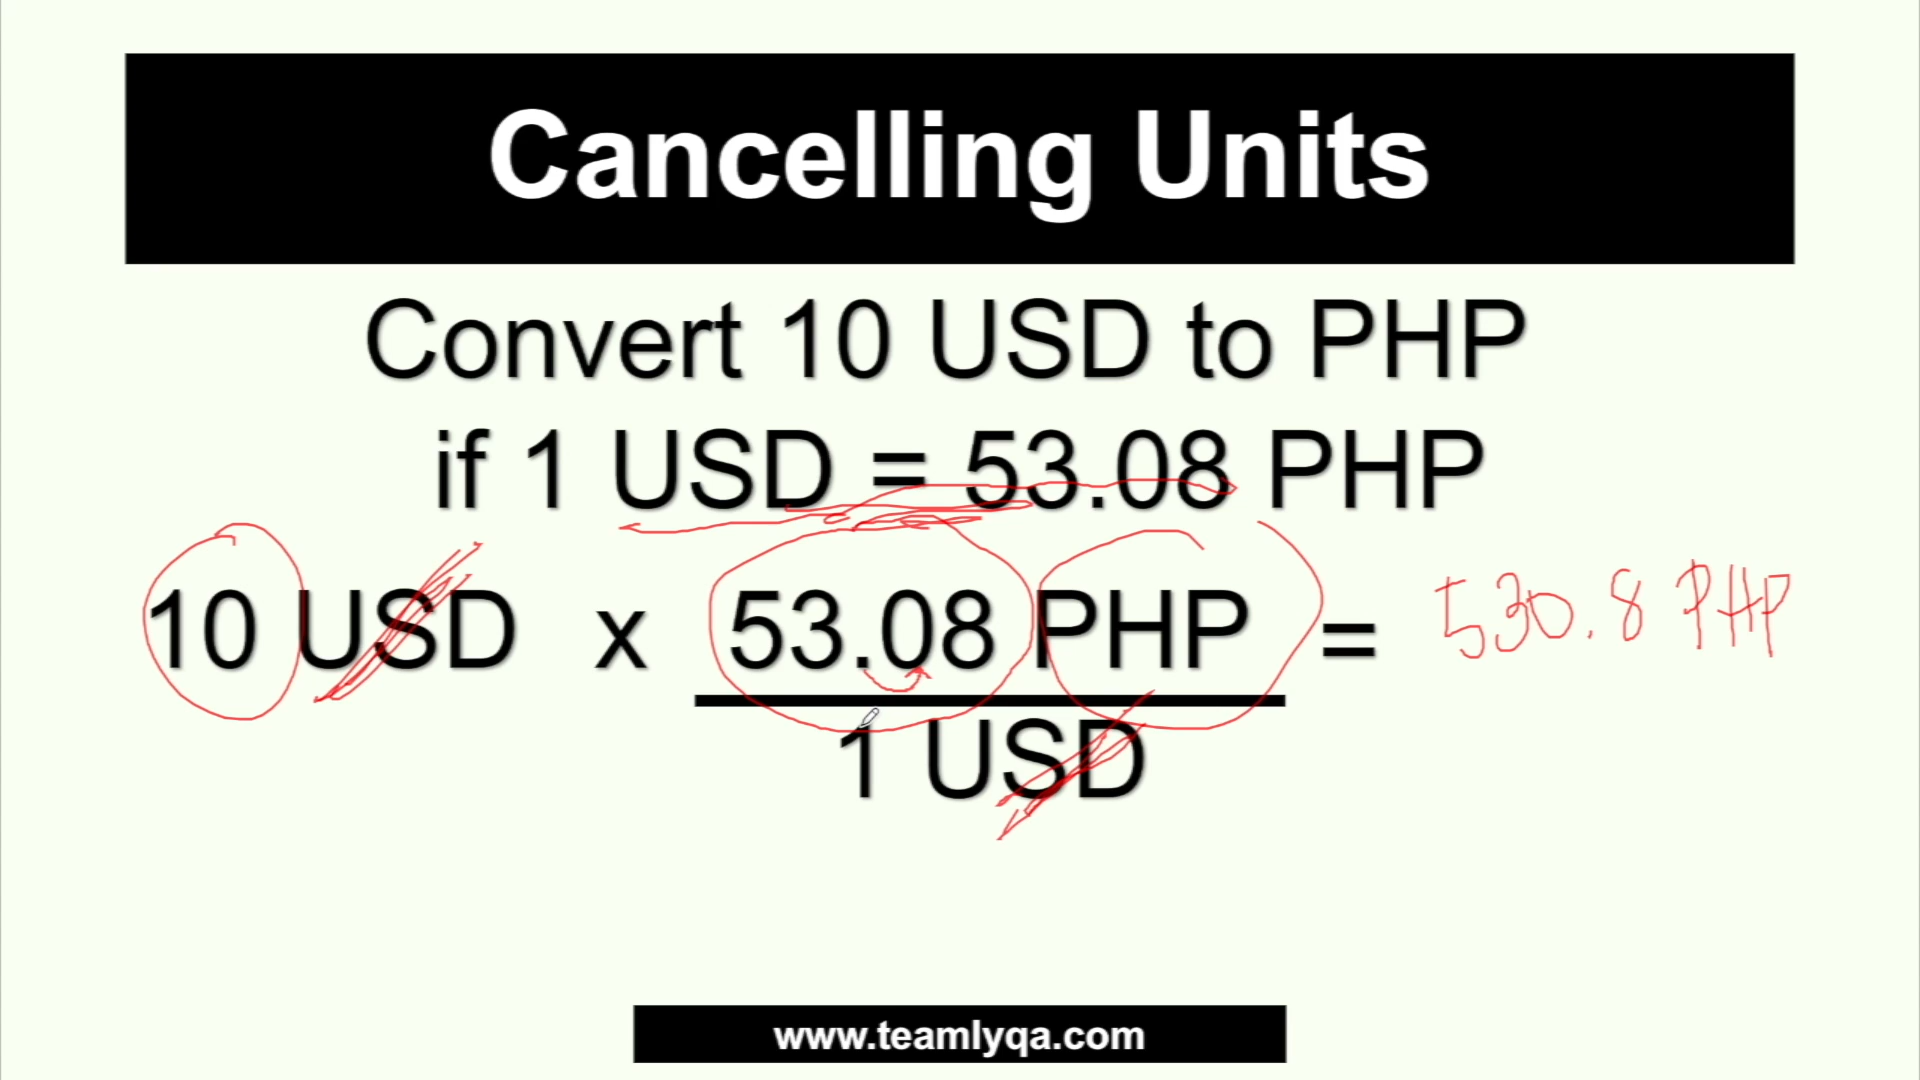 Cancelling Units
Convert 10 USD to PHP
if 1 USD = 53.08 PHP
10 USD x 53.08 PHP = 530.8 PHP
1 USD
www.teamlyqa.com